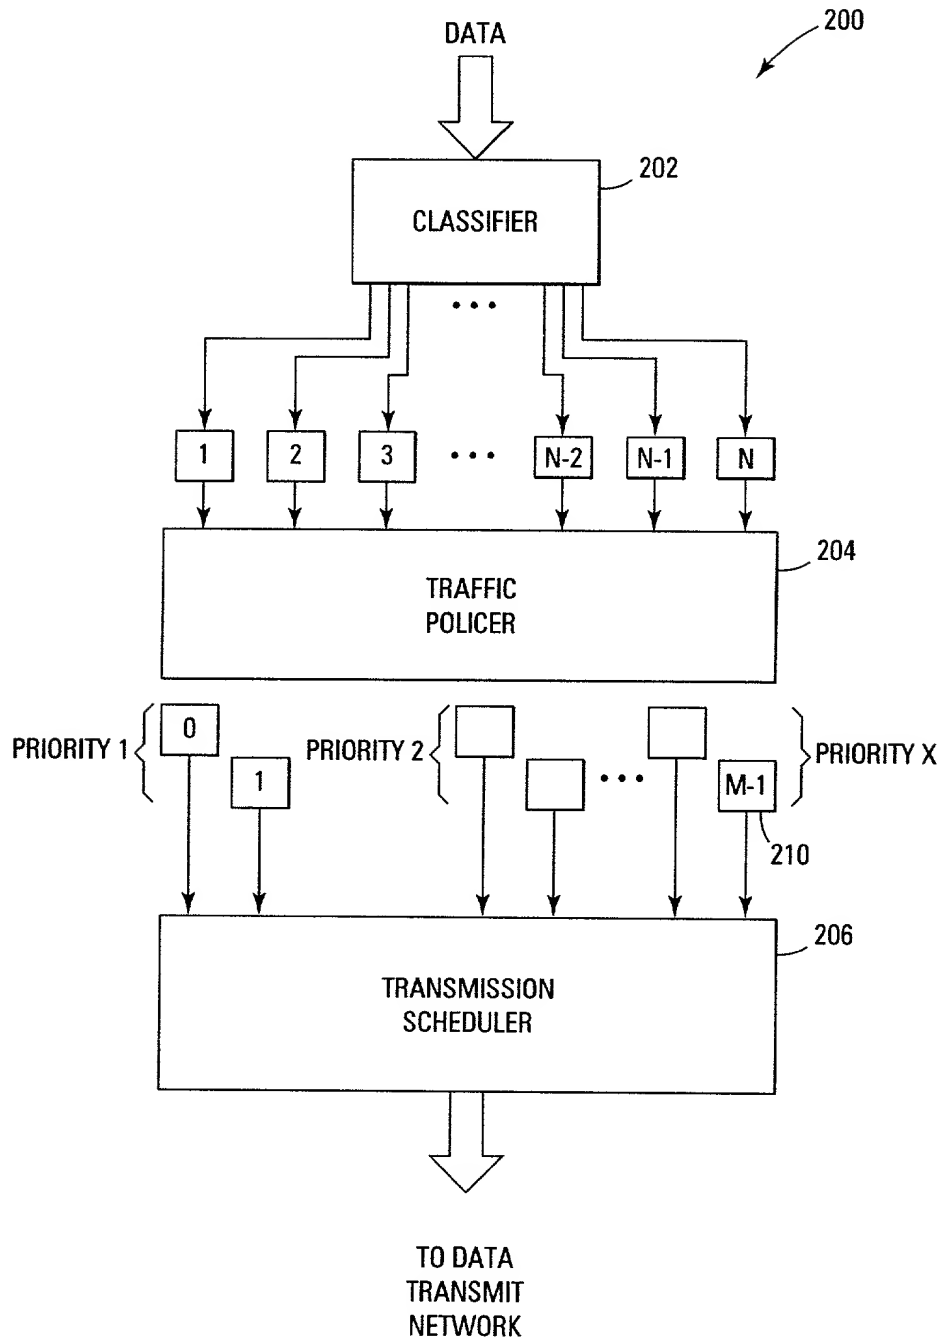 DATA
200
202
CLASSIFIER
• • •
1 2 3 • • • N-2 N-1 N
204
TRAFFIC
POLICER
PRIORITY 1 0 PRIORITY 2 PRIORITY X
1 • • • M-1
210
206
TRANSMISSION
SCHEDULER
TO DATA
TRANSMIT
NETWORK